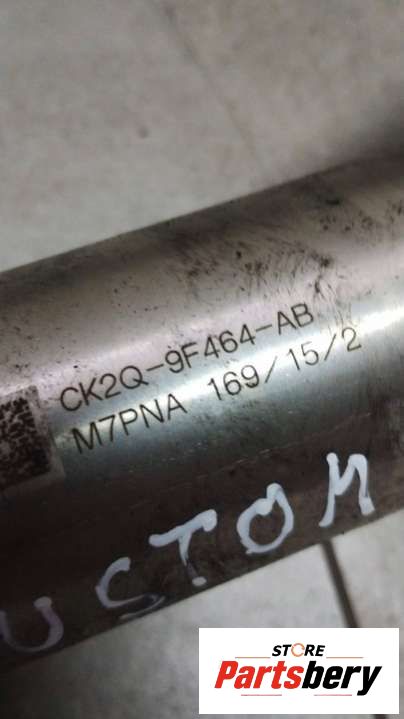 CK2Q-9F464-AB
M7PNA 169/15/2
USTOM
STORE
Partsbery